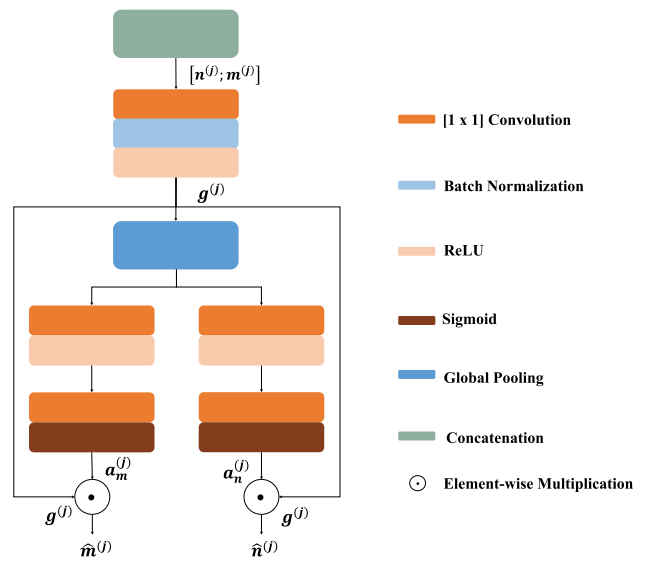 [n^(j); m^(j)]
g^(j)
a_m^(j)
a_n^(j)
g^(j)
g^(j)
m̂^(j)
n̂^(j)
[1 x 1] Convolution
Batch Normalization
ReLU
Sigmoid
Global Pooling
Concatenation
Element-wise Multiplication